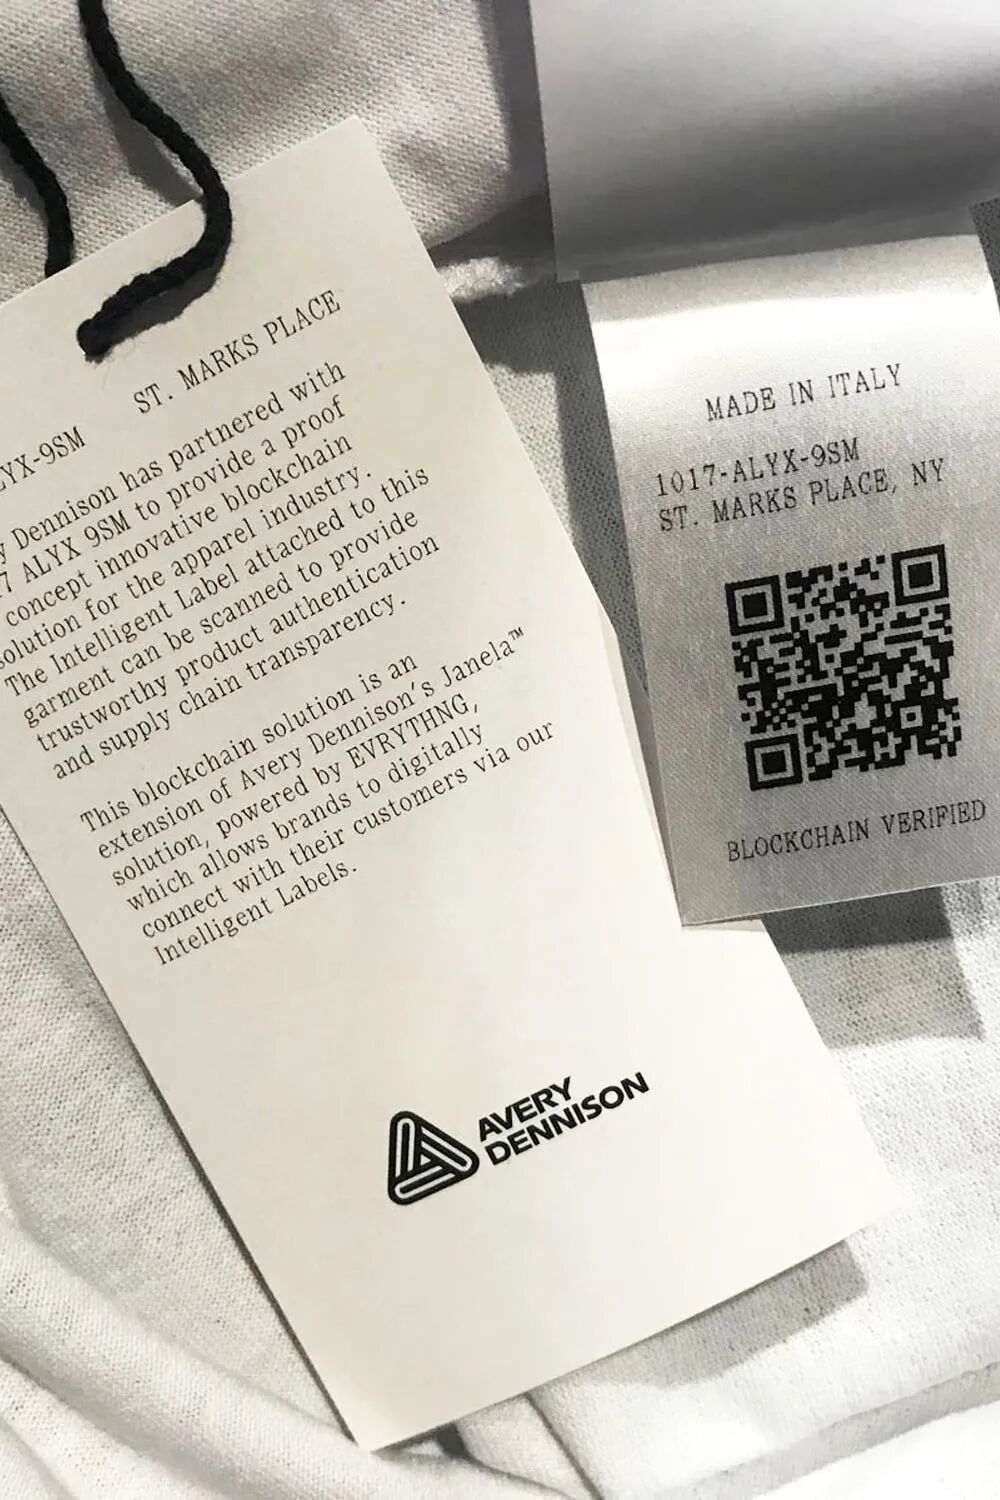 LYX-9SM ST. MARKS PLACE
y Dennison has partnered with
7 ALYX 9SM to provide a proof
concept innovative blockchain
solution for the apparel industry.
The Intelligent Label attached to this
garment can be scanned to provide
trustworthy product authentication
and supply chain transparency.
This blockchain solution is an
extension of Avery Dennison's Janela™
solution, powered by EVRYTHNG,
which allows brands to digitally
connect with their customers via our
Intelligent Labels.
AVERY
DENNISON
MADE IN ITALY
1017-ALYX-9SM
ST. MARKS PLACE, NY
BLOCKCHAIN VERIFIED